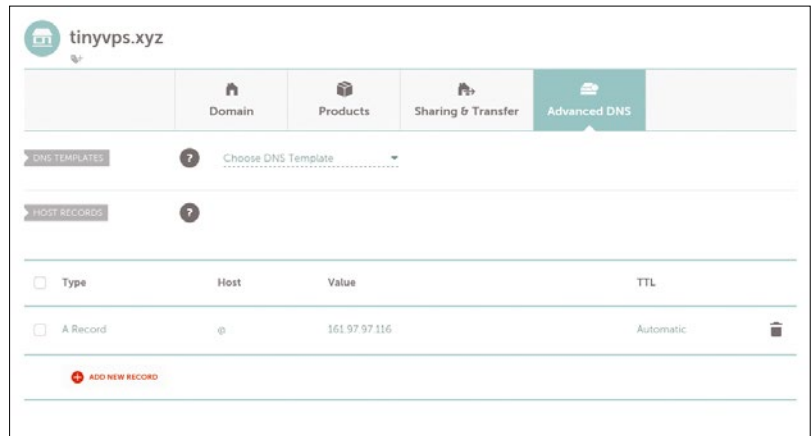 tinyvps.xyz
Domain
Products
Sharing & Transfer
Advanced DNS
DNS TEMPLATES
?
Choose DNS Template
HOST RECORDS
?
Type Host Value TTL
A Record @ 161.97.97.116 Automatic
ADD NEW RECORD